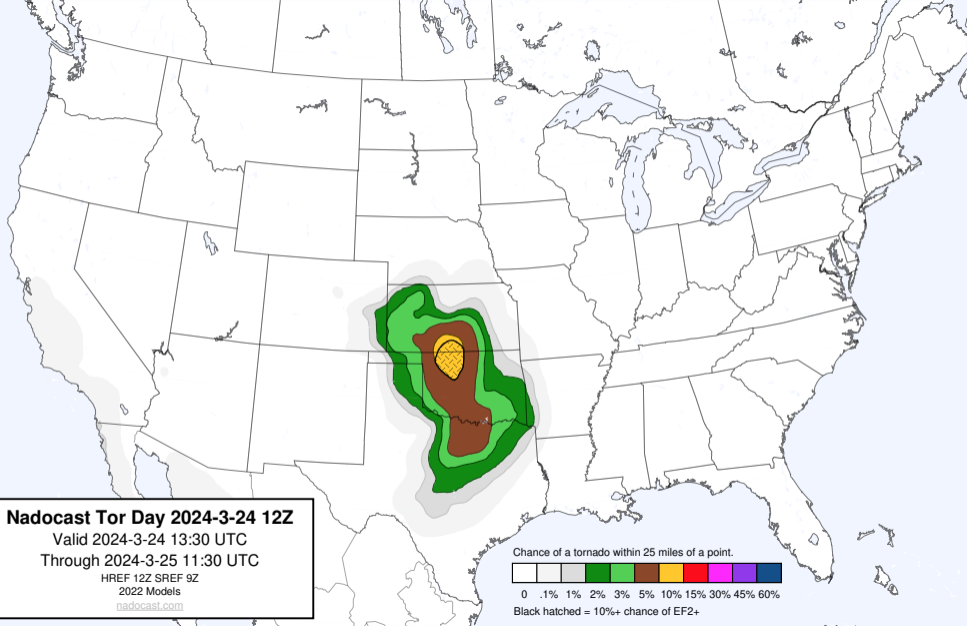 Nadocast Tor Day 2024-3-24 12Z
Valid 2024-3-24 13:30 UTC
Through 2024-3-25 11:30 UTC
HREF 12Z SREF 9Z
2022 Models
nadocast.com
Chance of a tornado within 25 miles of a point.
0 .1% 1% 2% 3% 5% 10% 15% 30% 45% 60%
Black hatched = 10%+ chance of EF2+